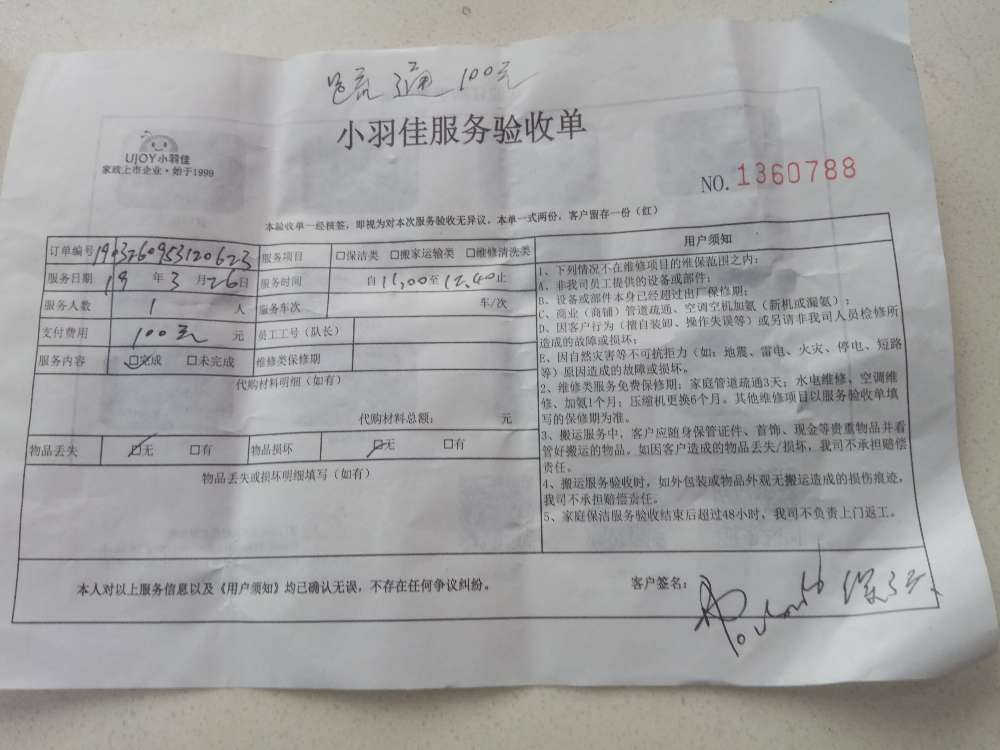 疏通100元
小羽佳服务验收单
UJOY小羽佳
家政上市企业·始于1999
NO. 1360788
本验收单一经核签，即视为对本次服务验收无异议。本单一式两份，客户留存一份（红）
订单编号 190326095312062З 服务项目 □保洁类 □搬家运输类 □维修清洗类
服务日期 19 年 3 月 26 日 服务时间 自 11,00 至 12.40 止
服务人数 1 人 服务车次 车/次
支付费用 100元 元 员工工号（队长）
服务内容 □完成 □未完成 维修类保修期
代购材料明细（如有）
代购材料总额： 元
物品丢失 □无 □有 物品损坏 □无 □有
物品丢失或损坏明细填写（如有）
用户须知
1、下列情况不在维修项目的维保范围之内：
A、非我司员工提供的设备或部件；
B、设备或部件本身已经超过出厂保修期；
C、商业（商铺）管道疏通、空调空机加氨（新机或漏氨）；
D、因客户行为（擅自装卸、操作失误等）或另请非我司人员检修所
造成的故障或损坏；
E、因自然灾害等不可抗拒力（如：地震、雷电、火灾、停电、短路
等）原因造成的故障或损坏。
2、维修类服务免费保修期：家庭管道疏通3天；水电维修、空调维
修、加氨1个月；压缩机更换6个月。其他维修项目以服务验收单填
写的保修期为准。
3、搬运服务中，客户应随身保管证件、首饰、现金等贵重物品并看
管好搬运的物品。如因客户造成的物品丢失/损坏，我司不承担赔偿
责任。
4、搬运服务验收时，如外包装或物品外观无搬运造成的损伤痕迹，
我司不承担赔偿责任。
5、家庭保洁服务验收结束后超过48小时，我司不负责上门返工。
本人对以上服务信息以及《用户须知》均已确认无误，不存在任何争议纠纷。
客户签名：